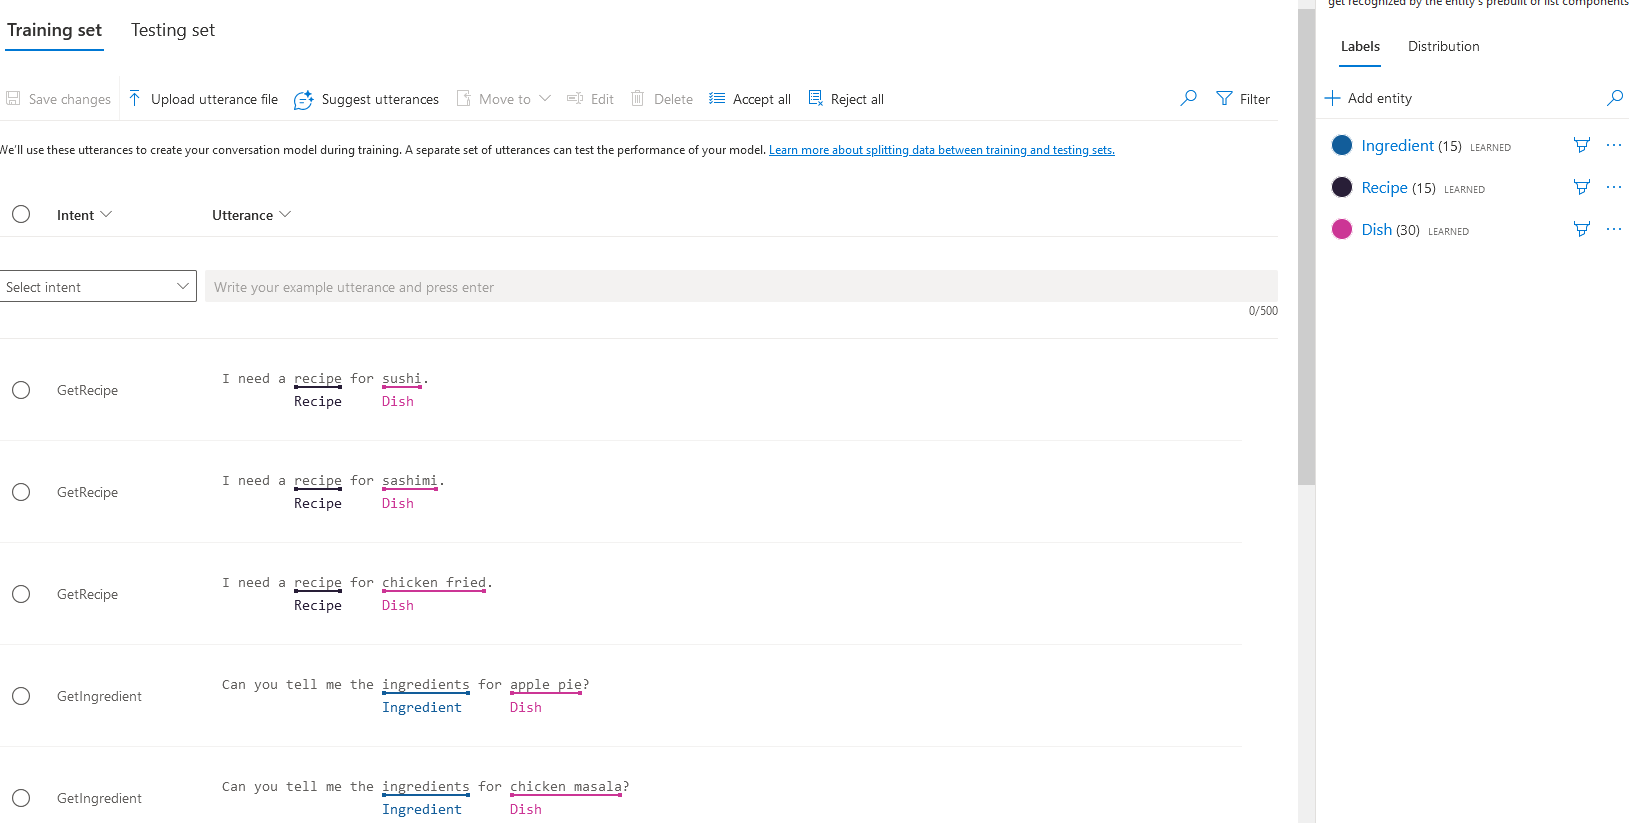 get recognized by the entity's prebuilt or list components
Training set Testing set
Labels Distribution
Save changes Upload utterance file Suggest utterances Move to Edit Delete Accept all Reject all Filter
Add entity
We'll use these utterances to create your conversation model during training. A separate set of utterances can test the performance of your model. Learn more about splitting data between training and testing sets.
Ingredient (15) LEARNED
Recipe (15) LEARNED
Dish (30) LEARNED
Intent Utterance
Select intent Write your example utterance and press enter
0/500
GetRecipe I need a recipe for sushi.
Recipe Dish
GetRecipe I need a recipe for sashimi.
Recipe Dish
GetRecipe I need a recipe for chicken fried.
Recipe Dish
GetIngredient Can you tell me the ingredients for apple pie?
Ingredient Dish
GetIngredient Can you tell me the ingredients for chicken masala?
Ingredient Dish